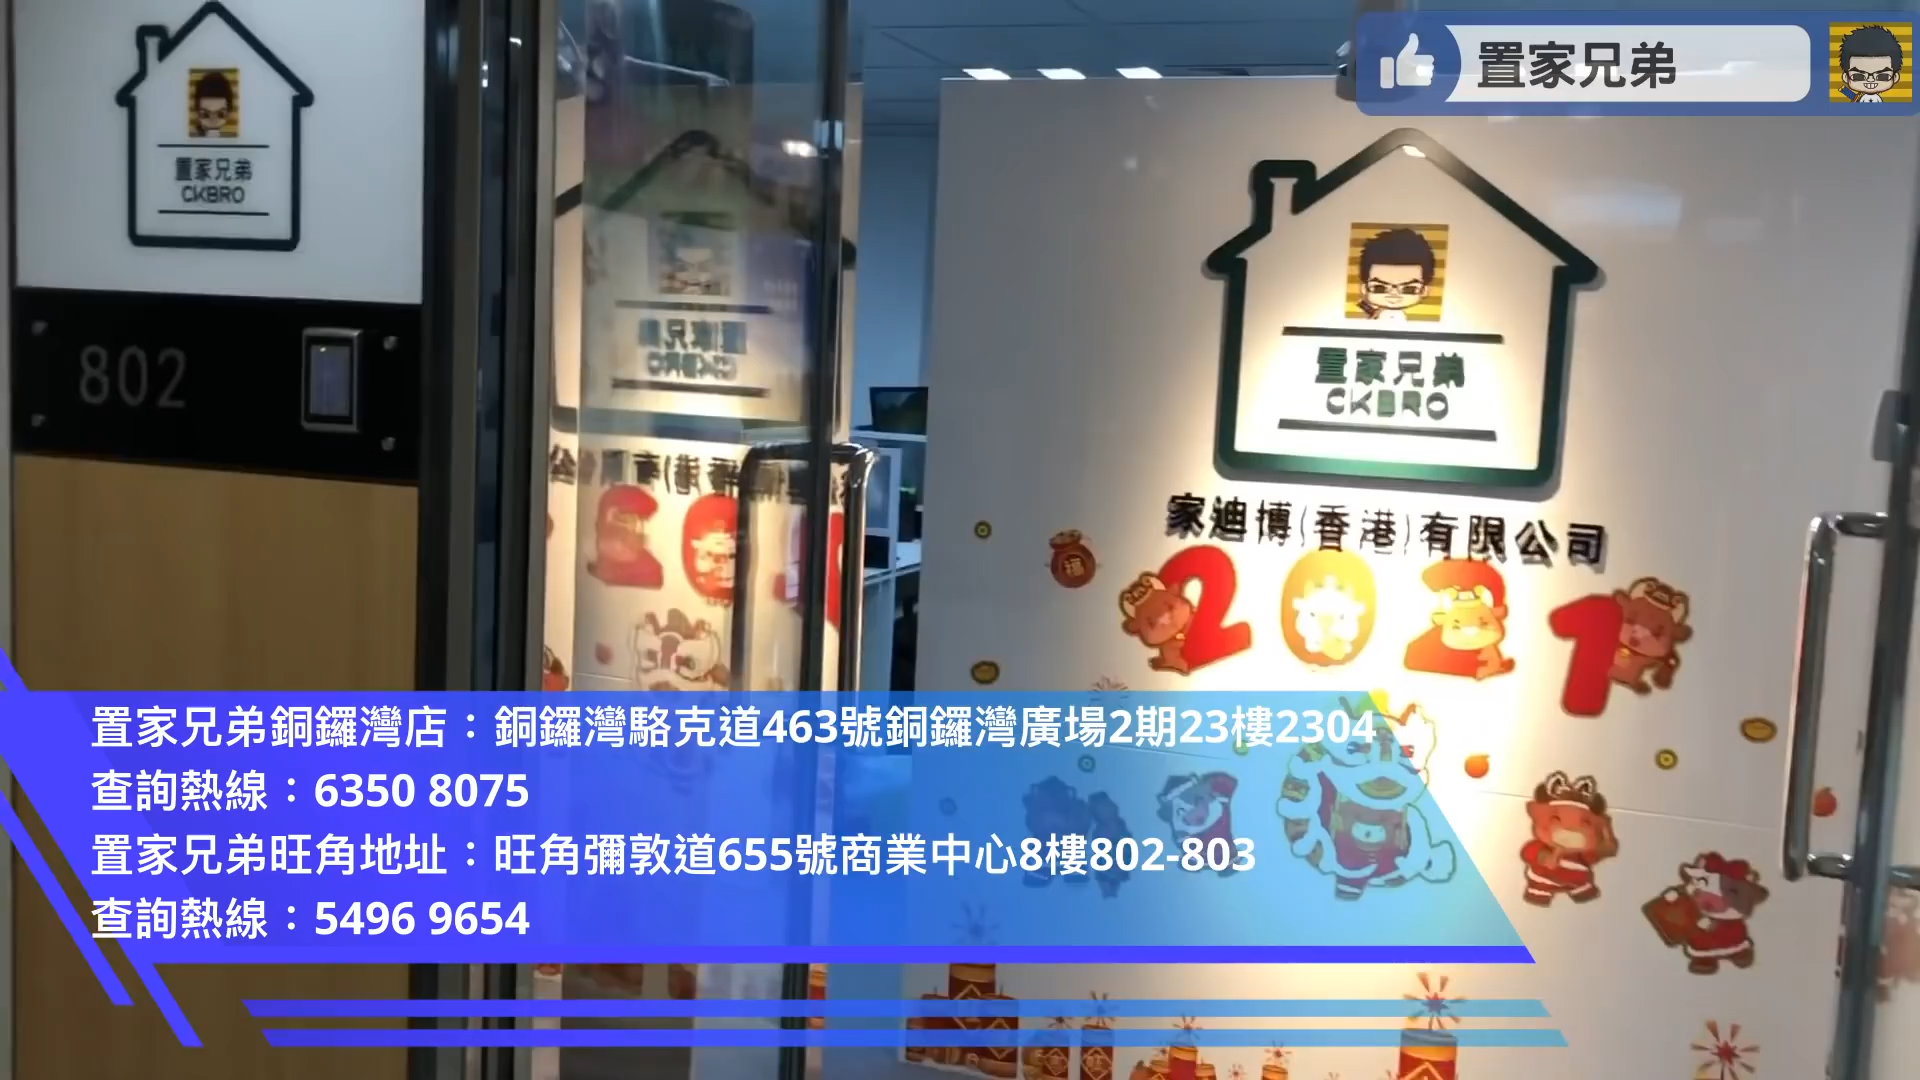 置家兄弟
置家兄弟
CKBRO
802
置家兄弟
CKBRO
家迪博(香港)有限公司
2021
福
置家兄弟銅鑼灣店：銅鑼灣駱克道463號銅鑼灣廣場2期23樓2304
查詢熱線：6350 8075
置家兄弟旺角地址：旺角彌敦道655號商業中心8樓802-803
查詢熱線：5496 9654